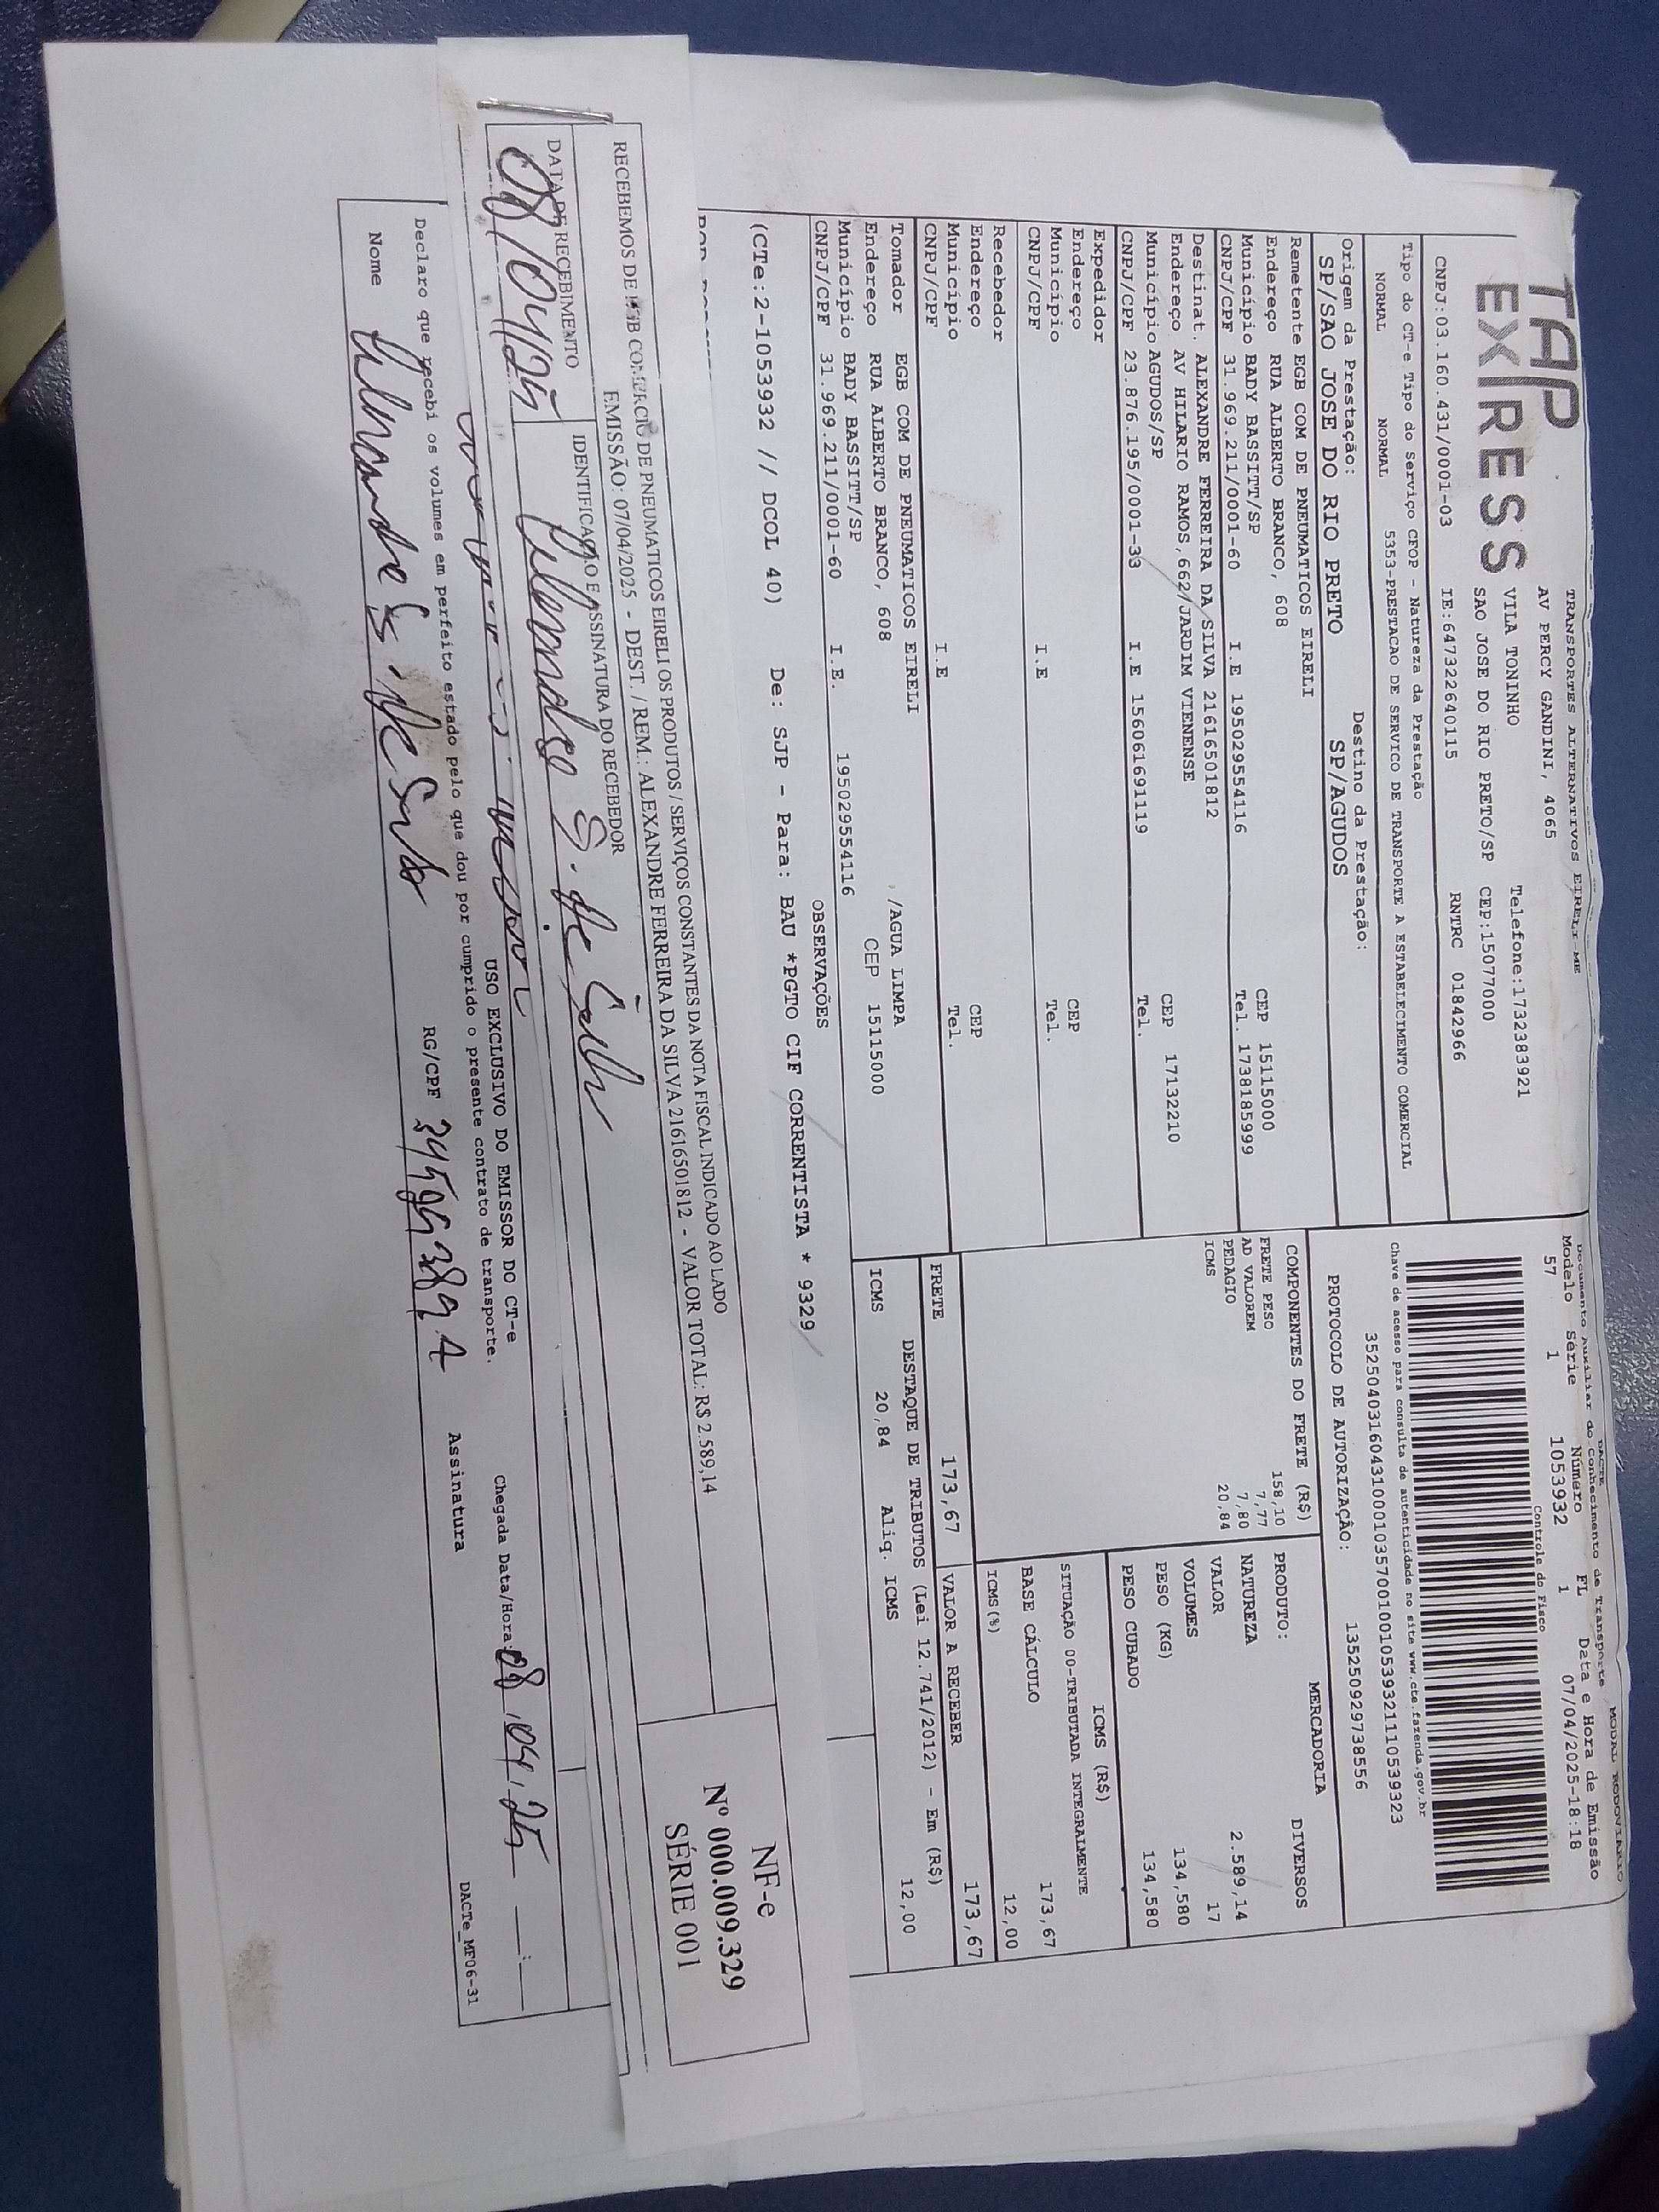 TAP
EXPRESS
TRANSPORTES ALTERNATIVOS EIRELI-ME
AV PERCY GANDINI, 4065
VILA TONINHO Telefone:1732383921
SAO JOSE DO RIO PRETO/SP CEP:15077000
CNPJ:03.160.431/0001-03 IE:647322640115 RNTRC 01842966
Tipo do CT-e Tipo do Serviço CFOP - Natureza da Prestação
NORMAL NORMAL 5353-PRESTACAO DE SERVICO DE TRANSPORTE A ESTABELECIMENTO COMERCIAL
Origem da Prestação: Destino da Prestação:
SP/SAO JOSE DO RIO PRETO SP/AGUDOS
Remetente EGB COM DE PNEUMATICOS EIRELI
Endereço RUA ALBERTO BRANCO, 608 CEP 15115000
Município BADY BASSITT/SP Tel. 1738185999
CNPJ/CPF 31.969.211/0001-60 I.E 195029554116
Destinat. ALEXANDRE FERREIRA DA SILVA 21616501812
Endereço AV HILARIO RAMOS,662/JARDIM VIENENSE CEP 17132210
Município AGUDOS/SP Tel.
CNPJ/CPF 23.876.195/0001-33 I.E 156061691119
Expedidor
Endereço CEP
Município Tel.
CNPJ/CPF I.E
Recebedor
Endereço CEP
Município Tel.
CNPJ/CPF I.E
Tomador EGB COM DE PNEUMATICOS EIRELI
Endereço RUA ALBERTO BRANCO, 608 /AGUA LIMPA
Município BADY BASSITT/SP CEP 15115000
CNPJ/CPF 31.969.211/0001-60 I.E. 195029554116
OBSERVAÇÕES
(CTe:2-1053932 // DCOL 40) De: SJP - Para: BAU *PGTO CIF CORRENTISTA * 9329
DACTE MODAL RODOVIARIO
Documento Auxiliar do Conhecimento de Transporte
Modelo Série Número FL Data e Hora de Emissão
57 1 1053932 1 07/04/2025-18:18
Controle do Fisco
Chave de acesso para consulta de autenticidade no site www.cte.fazenda.gov.br
35250403160431000103570010010539321110539323
PROTOCOLO DE AUTORIZAÇÃO: 135250929738556
COMPONENTES DO FRETE (R$)
FRETE PESO 158,10
AD VALOREM 7,77
PEDAGIO 7,80
ICMS 20,84
MERCADORIA
PRODUTO: DIVERSOS
NATUREZA
VALOR 2.589,14
VOLUMES 17
PESO (KG) 134,580
PESO CUBADO 134,580
ICMS (R$)
SITUAÇÃO 00-TRIBUTADA INTEGRALMENTE
BASE CÁLCULO 173,67
ICMS(%) 12,00
FRETE 173,67 VALOR A RECEBER 173,67
DESTAQUE DE TRIBUTOS (Lei 12.741/2012) - Em (R$)
ICMS 20,84 Aliq. ICMS 12,00
RECEBEMOS DE EGB COMERCIO DE PNEUMATICOS EIRELI OS PRODUTOS / SERVIÇOS CONSTANTES DA NOTA FISCAL INDICADO AO LADO
EMISSÃO: 07/04/2025 - DEST. / REM.: ALEXANDRE FERREIRA DA SILVA 21616501812 - VALOR TOTAL: R$ 2.589,14
DATA DE RECEBIMENTO IDENTIFICAÇÃO E ASSINATURA DO RECEBEDOR
08/04/25
NF-e
Nº 000.009.329
SÉRIE 001
USO EXCLUSIVO DO EMISSOR DO CT-e
Chegada Data/Hora: 08.04.25
Declaro que recebi os volumes em perfeito estado pelo que dou por cumprido o presente contrato de transporte.
Nome RG/CPF Assinatura
DACTe_MF06-31